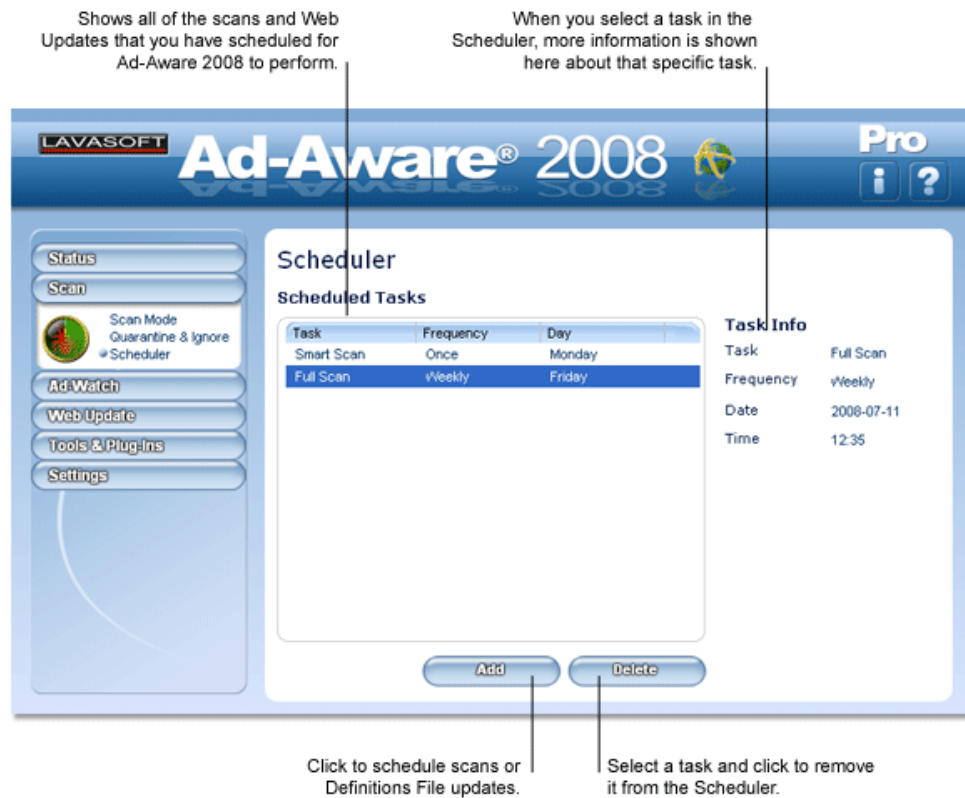 Shows all of the scans and Web
Updates that you have scheduled for
Ad-Aware 2008 to perform.
When you select a task in the
Scheduler, more information is shown
here about that specific task.
LAVASOFT
Ad-Aware® 2008
Pro
i ?
Status
Scan
Scan Mode
Quarantine & Ignore
Scheduler
Ad-Watch
Web Update
Tools & Plug-Ins
Settings
Scheduler
Scheduled Tasks
Task Frequency Day
Smart Scan Once Monday
Full Scan Weekly Friday
Task Info
Task Full Scan
Frequency Weekly
Date 2008-07-11
Time 12:35
Add
Delete
Click to schedule scans or
Definitions File updates.
Select a task and click to remove
it from the Scheduler.